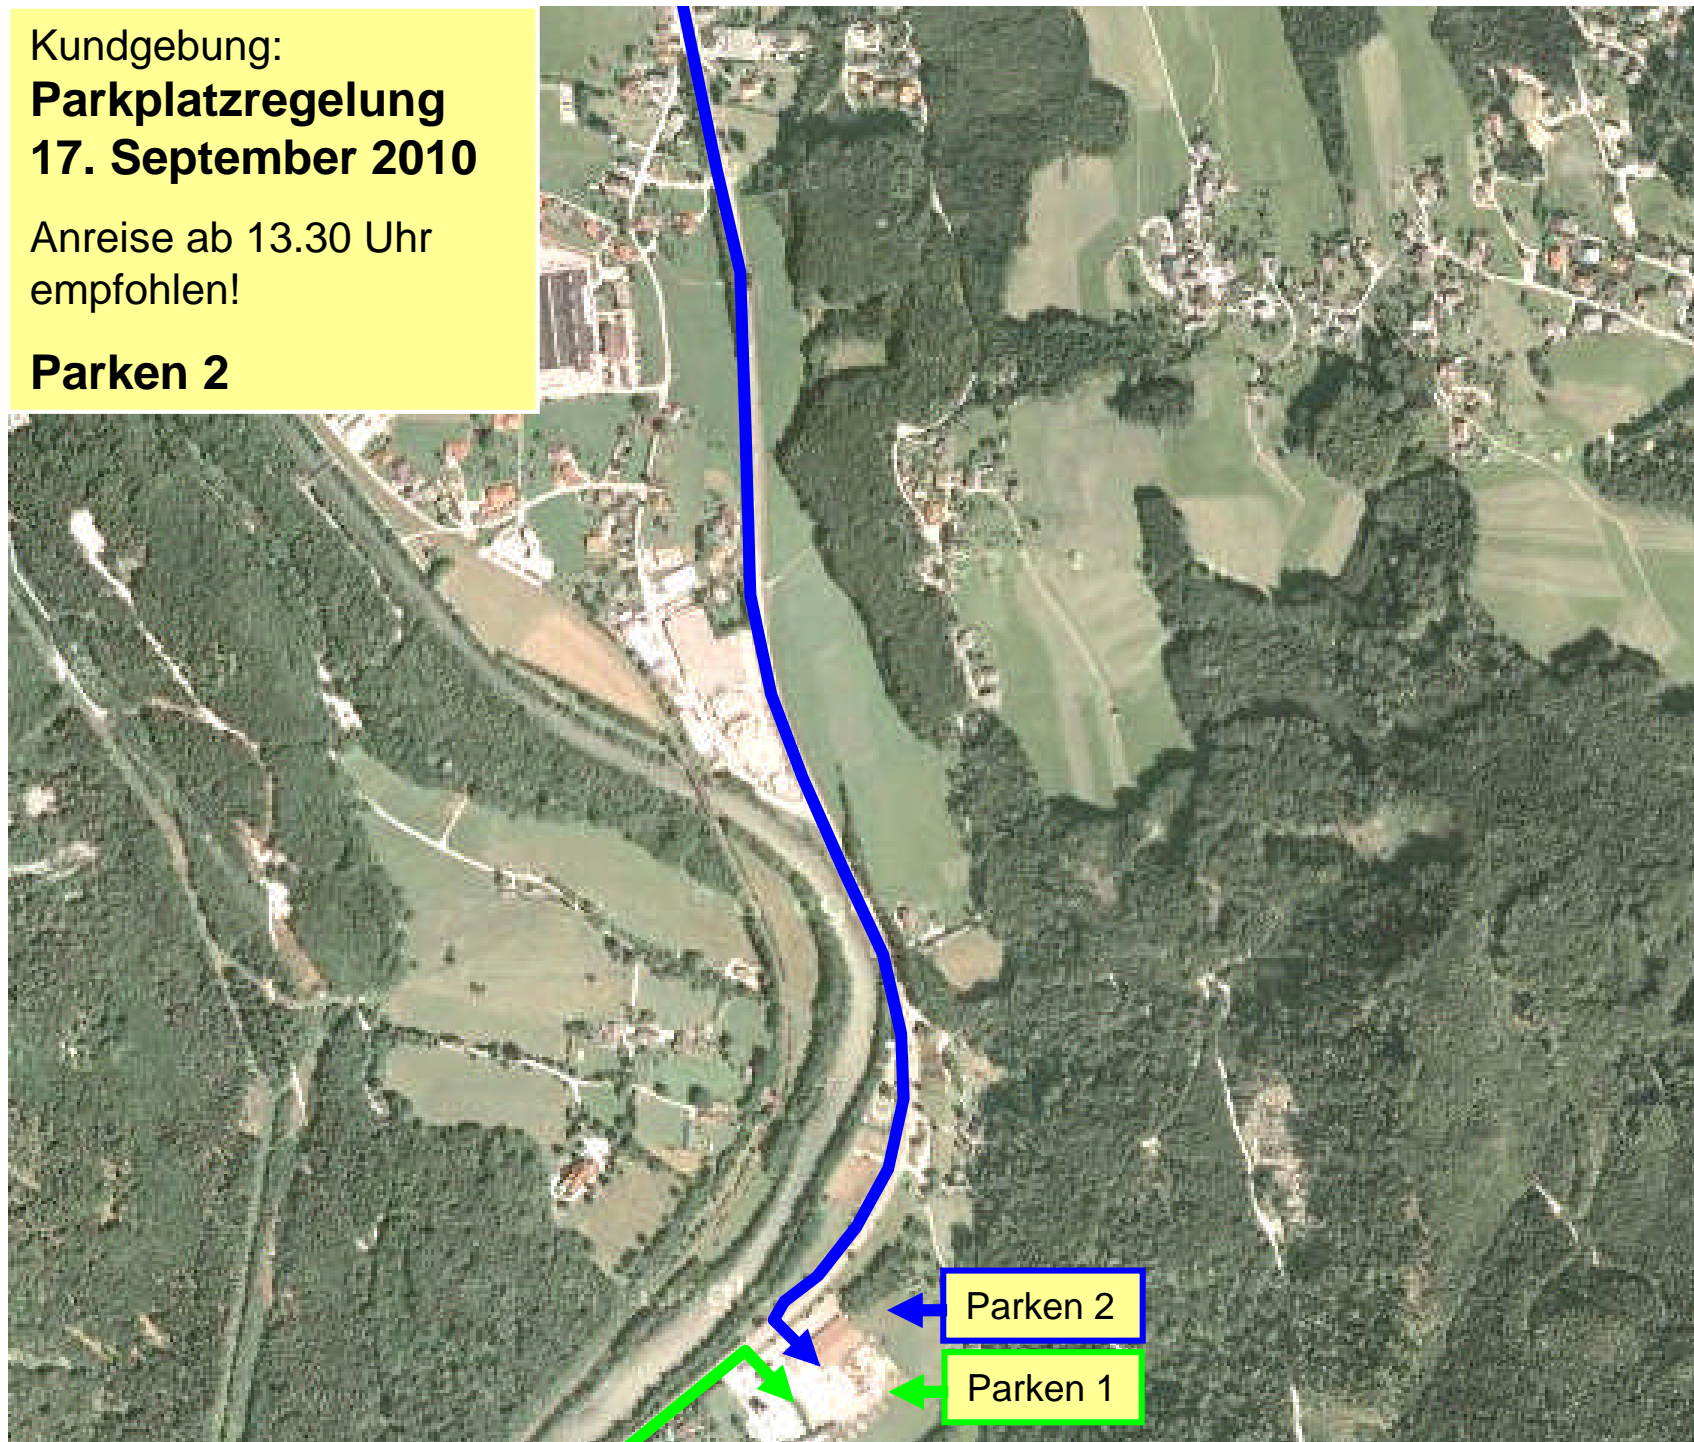 Kundgebung:
Parkplatzregelung
17. September 2010
Anreise ab 13.30 Uhr
empfohlen!
Parken 2
Parken 2
Parken 1